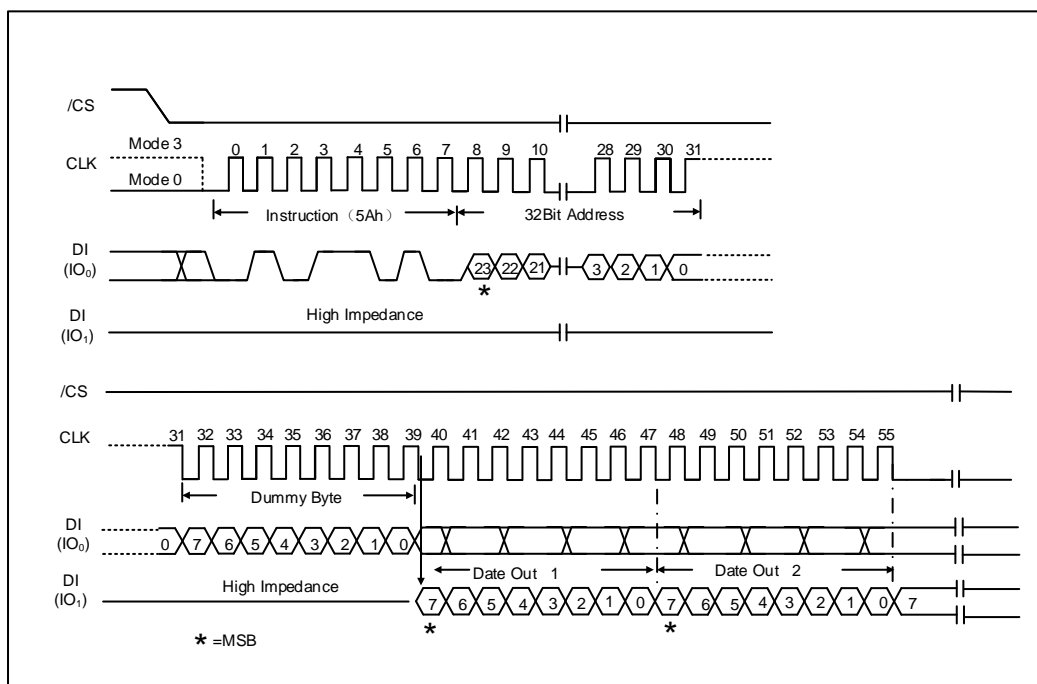 /CS
Mode 3
0 1 2 3 4 5 6 7 8 9 10 28 29 30 31
CLK
Mode 0
Instruction（5Ah） 32Bit Address
DI
(IO₀)
23 22 21 3 2 1 0
*
DI
(IO₁)
High Impedance
/CS
CLK
31 32 33 34 35 36 37 38 39 40 41 42 43 44 45 46 47 48 49 50 51 52 53 54 55
Dummy Byte
DI
(IO₀)
0 7 6 5 4 3 2 1 0
Date Out 1 Date Out 2
DI
(IO₁)
High Impedance
7 6 5 4 3 2 1 0 7 6 5 4 3 2 1 0 7
* *
* =MSB